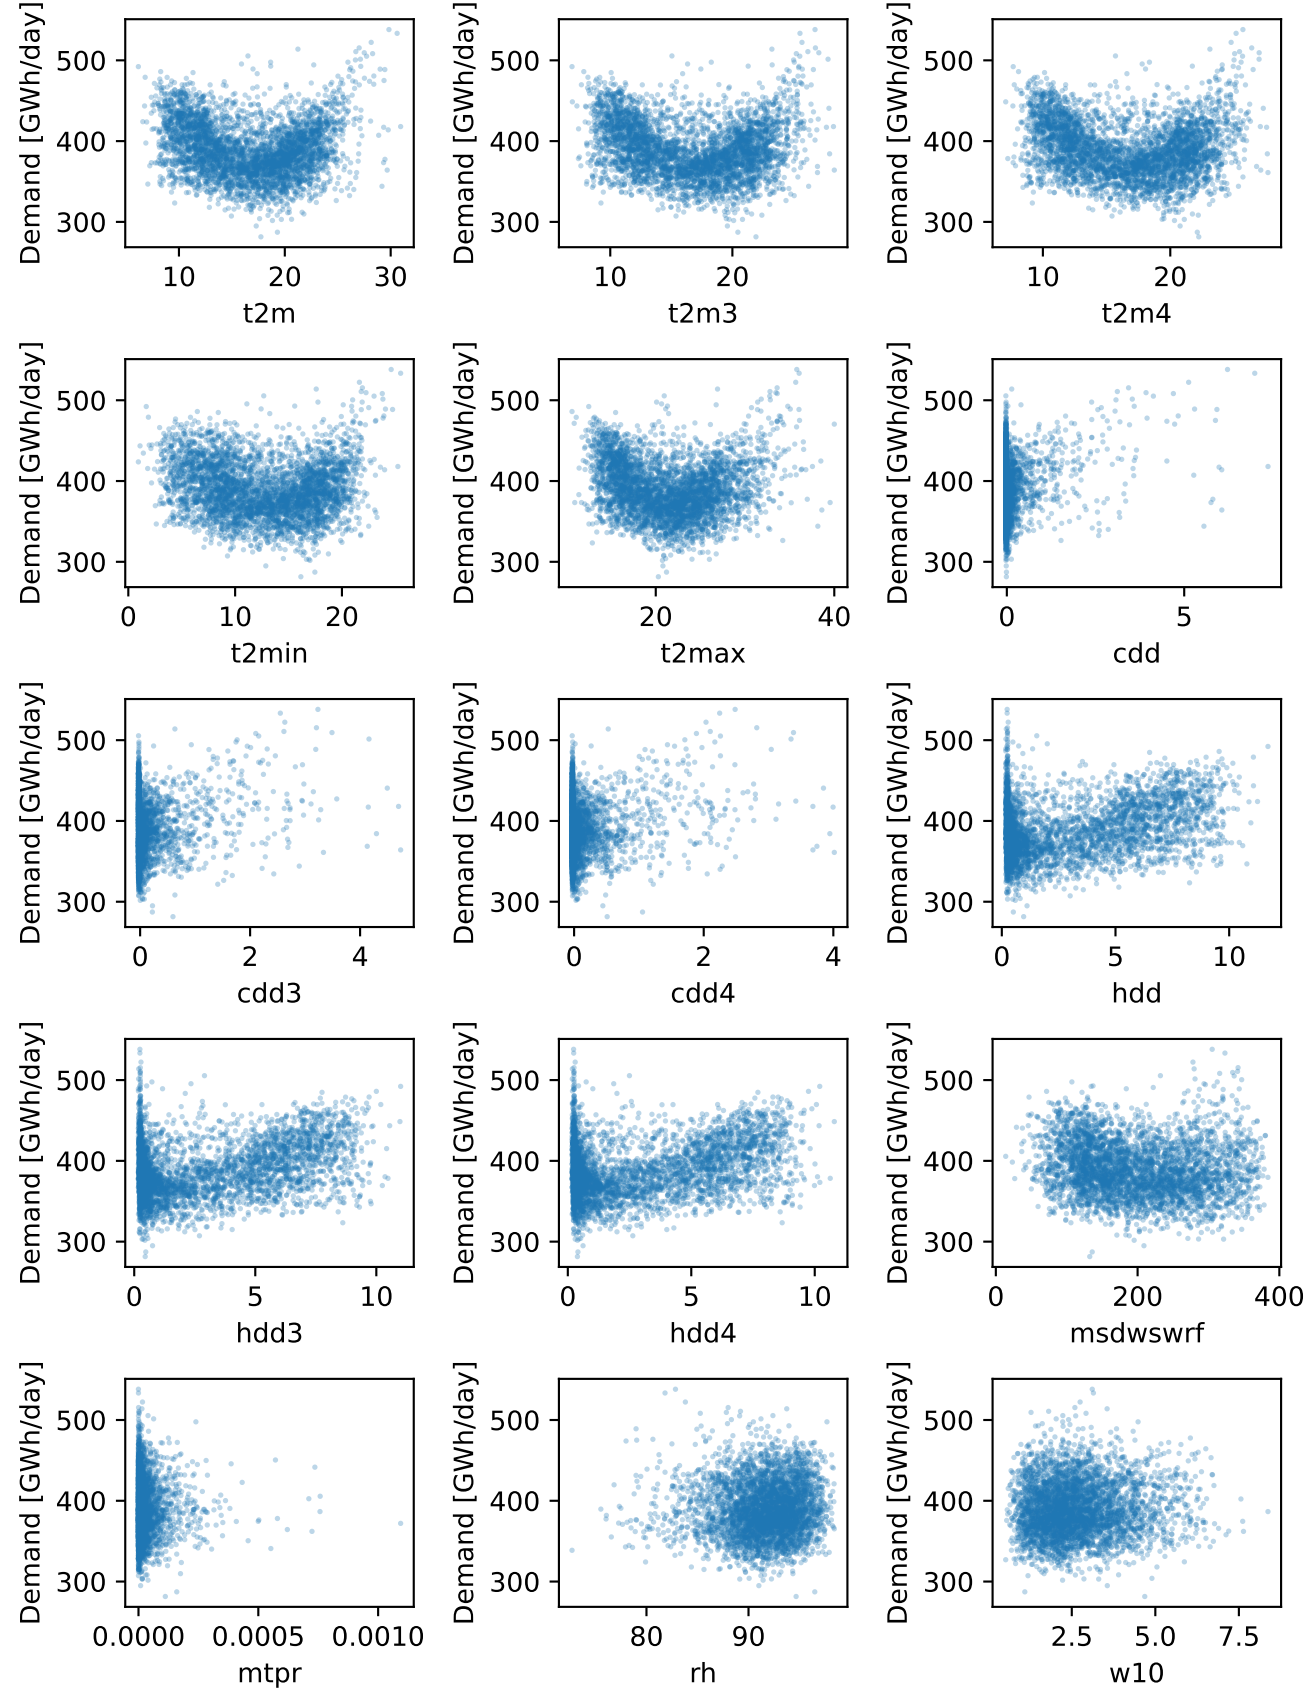 Demand [GWh/day]
500
400
300
10 20 30
t2m
Demand [GWh/day]
500
400
300
10 20
t2m3
Demand [GWh/day]
500
400
300
10 20
t2m4
Demand [GWh/day]
500
400
300
0 10 20
t2min
Demand [GWh/day]
500
400
300
20 40
t2max
Demand [GWh/day]
500
400
300
0 5
cdd
Demand [GWh/day]
500
400
300
0 2 4
cdd3
Demand [GWh/day]
500
400
300
0 2 4
cdd4
Demand [GWh/day]
500
400
300
0 5 10
hdd
Demand [GWh/day]
500
400
300
0 5 10
hdd3
Demand [GWh/day]
500
400
300
0 5 10
hdd4
Demand [GWh/day]
500
400
300
0 200 400
msdwswrf
Demand [GWh/day]
500
400
300
0.0000 0.0005 0.0010
mtpr
Demand [GWh/day]
500
400
300
80 90
rh
Demand [GWh/day]
500
400
300
2.5 5.0 7.5
w10